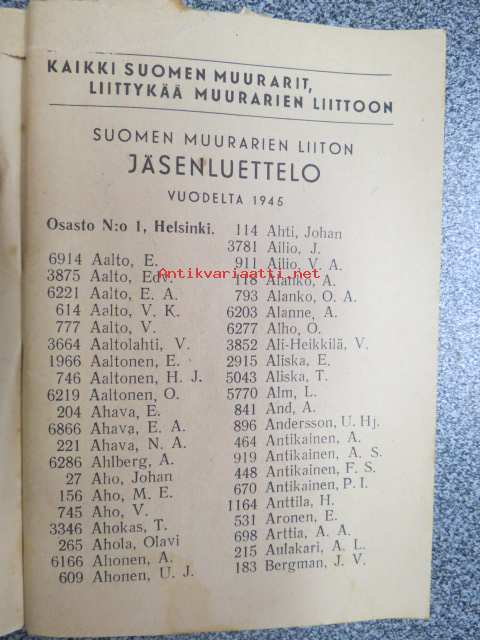 KAIKKI SUOMEN MUURARIT,
LIITTYKÄÄ MUURARIEN LIITTOON
SUOMEN MUURARIEN LIITON
JÄSENLUETTELO
VUODELTA 1945
Osasto N:o 1, Helsinki.
6914 Aalto, E.
3875 Aalto, Edv.
6221 Aalto, E. A.
614 Aalto, V. K.
777 Aalto, V.
3664 Aaltolahti, V.
1966 Aaltonen, E.
746 Aaltonen, H. J.
6219 Aaltonen, O.
204 Ahava, E.
6866 Ahava, E. A.
221 Ahava, N. A.
6286 Ahlberg, A.
27 Aho, Johan
156 Aho, M. E.
745 Aho, V.
3346 Ahokas, T.
265 Ahola, Olavi
6166 Ahonen, A.
609 Ahonen, U. J.
114 Ahti, Johan
3781 Ailio, J.
911 Ailio, V. A.
118 Alanko, A.
793 Alanko, O. A.
6203 Alanne, A.
6277 Alho, O.
3852 Ali-Heikkilä, V.
2915 Aliska, E.
5043 Aliska, T.
5770 Alm, L.
841 And, A.
896 Andersson, U. Hj.
464 Antikainen, A.
919 Antikainen, A. S.
448 Antikainen, F. S.
670 Antikainen, P. I.
1164 Anttila, H.
531 Aronen, E.
698 Arttia, A. A.
215 Aulakari, A. L.
183 Bergman, J. V.
Antikvariaatti.net